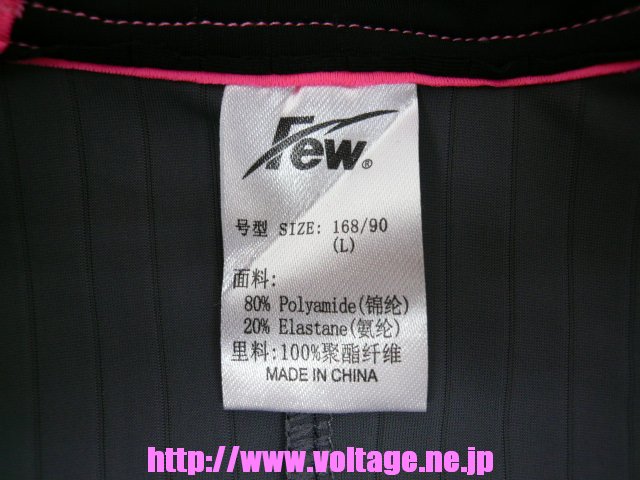 Few®
号型 SIZE: 168/90
(L)
面料:
80% Polyamide(锦纶)
20% Elastane(氨纶)
里料:100%聚酯纤维
MADE IN CHINA
http://www.voltage.ne.jp